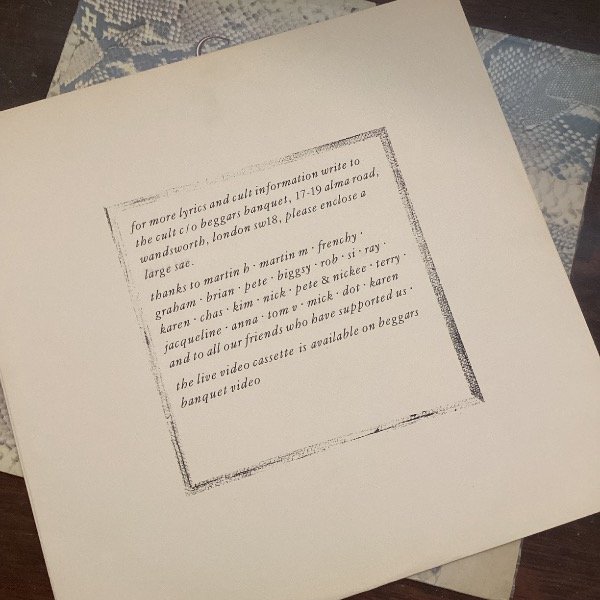 for more lyrics and cult information write to
the cult c/o beggars banquet, 17-19 alma road,
wandsworth, london sw18, please enclose a
large sae.
thanks to martin h · martin m · frenchy ·
graham · brian · pete · biggsy · rob · si · ray ·
karen · chas · kim · nick · pete & nickee · terry ·
jacqueline · anna · tom v · mick · dot · karen
and to all our friends who have supported us ·
the live video cassette is available on beggars
banquet video